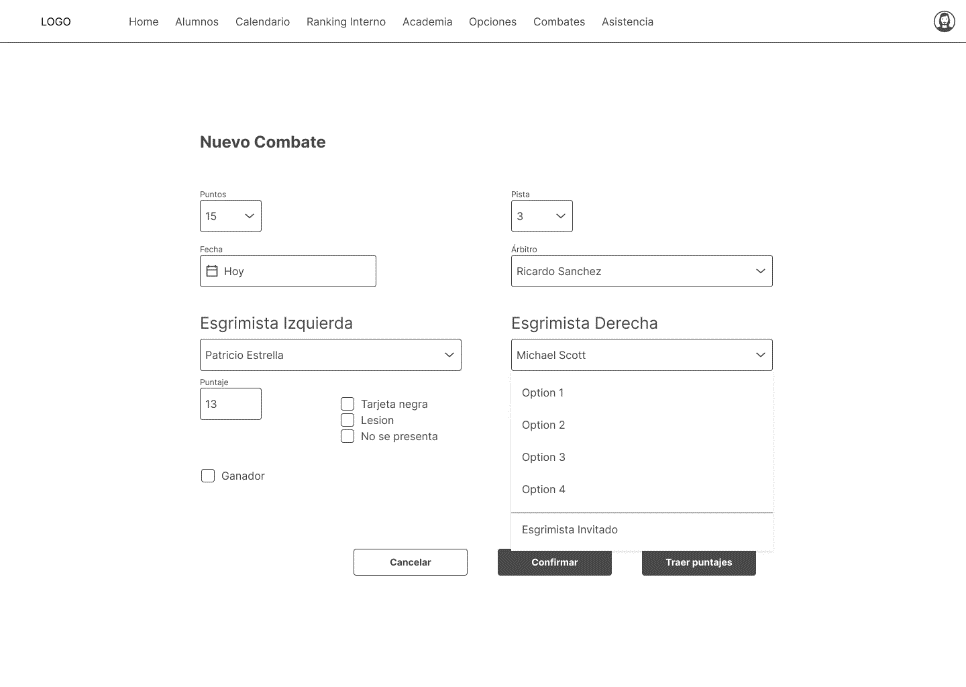 LOGO Home Alumnos Calendario Ranking Interno Academia Opciones Combates Asistencia
Nuevo Combate
Puntos
15
Pista
3
Fecha
Hoy
Árbitro
Ricardo Sanchez
Esgrimista Izquierda
Patricio Estrella
Puntaje
13
Tarjeta negra
Lesion
No se presenta
Ganador
Esgrimista Derecha
Michael Scott
Option 1
Option 2
Option 3
Option 4
Esgrimista Invitado
Cancelar
Confirmar
Traer puntajes